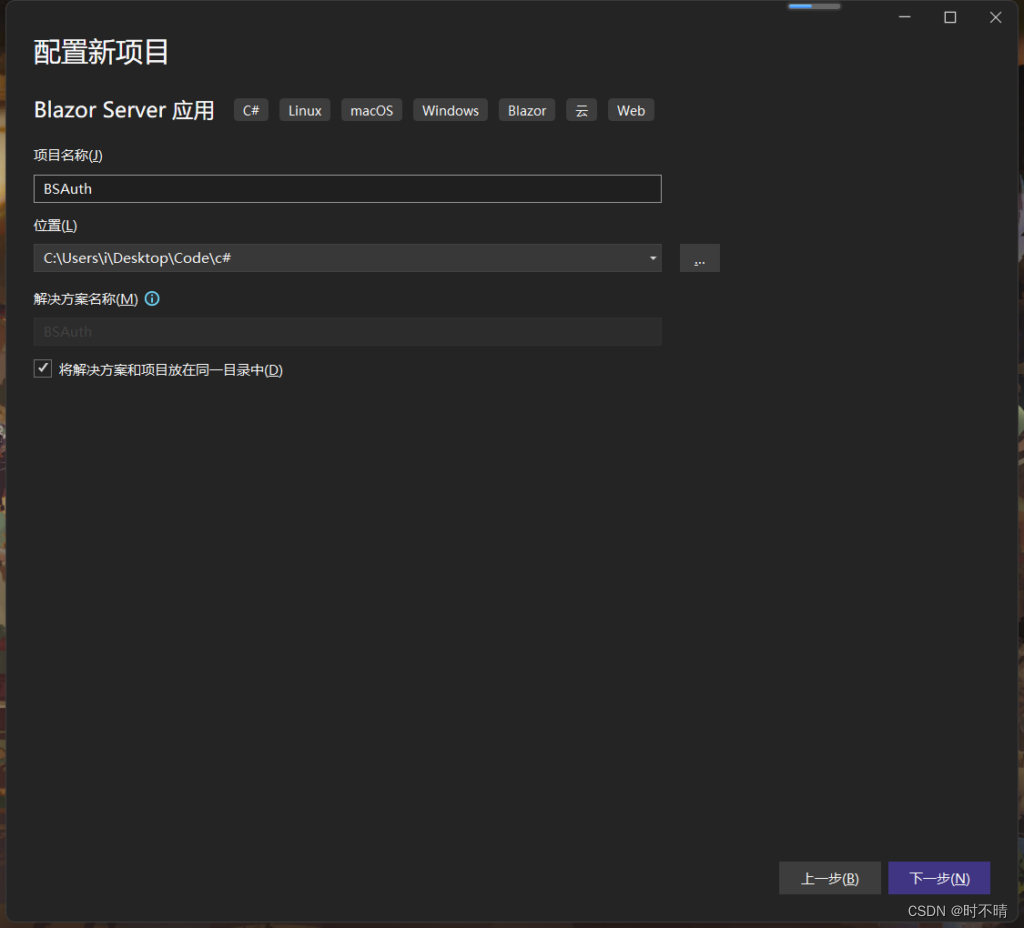 配置新项目
Blazor Server 应用 C# Linux macOS Windows Blazor 云 Web
项目名称(J)
BSAuth
位置(L)
C:\Users\i\Desktop\Code\c#
...
解决方案名称(M)
BSAuth
将解决方案和项目放在同一目录中(D)
上一步(B) 下一步(N)
CSDN @时不晴